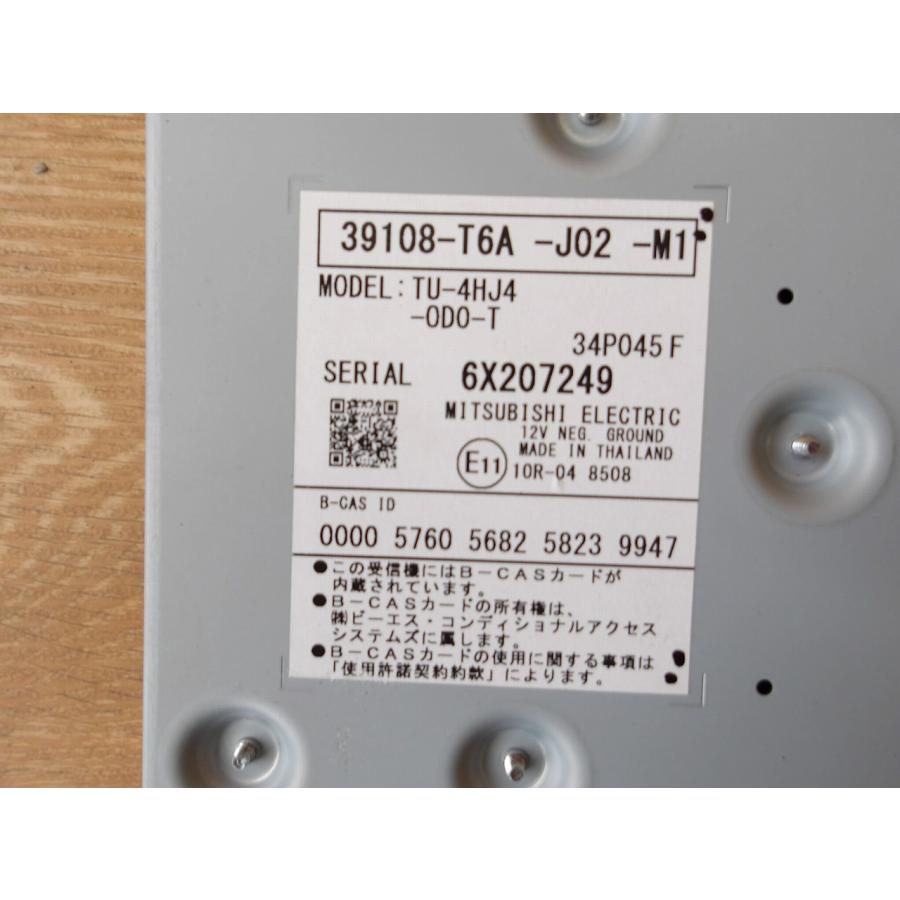 39108-T6A -J02 -M1
MODEL: TU-4HJ4
-0D0-T
34P045 F
SERIAL 6X207249
MITSUBISHI ELECTRIC
12V NEG. GROUND
MADE IN THAILAND
E11 10R-04 8508
B-CAS ID
0000 5760 5682 5823 9947
●この受信機にはB-CASカードが
内蔵されています。
●B-CASカードの所有権は、
㈱ビーエス・コンディショナルアクセス
システムズに属します。
●B-CASカードの使用に関する事項は
「使用許諾契約約款」によります。